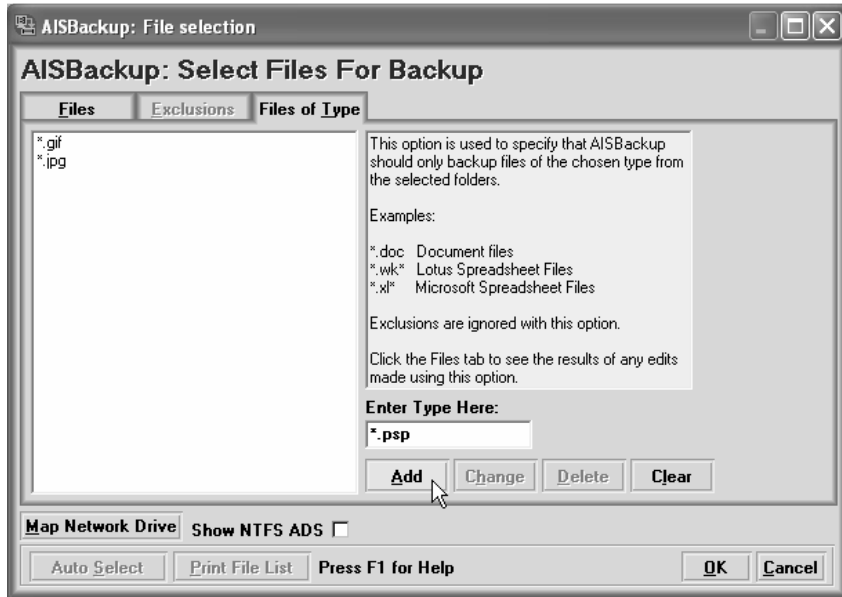 AISBackup: File selection
AISBackup: Select Files For Backup
Files Exclusions Files of Type
*.gif
*.jpg
This option is used to specify that AISBackup
should only backup files of the chosen type from
the selected folders.
Examples:
*.doc Document files
*.wk* Lotus Spreadsheet Files
*.xl* Microsoft Spreadsheet Files
Exclusions are ignored with this option.
Click the Files tab to see the results of any edits
made using this option.
Enter Type Here:
*.psp
Add Change Delete Clear
Map Network Drive Show NTFS ADS
Auto Select Print File List Press F1 for Help OK Cancel